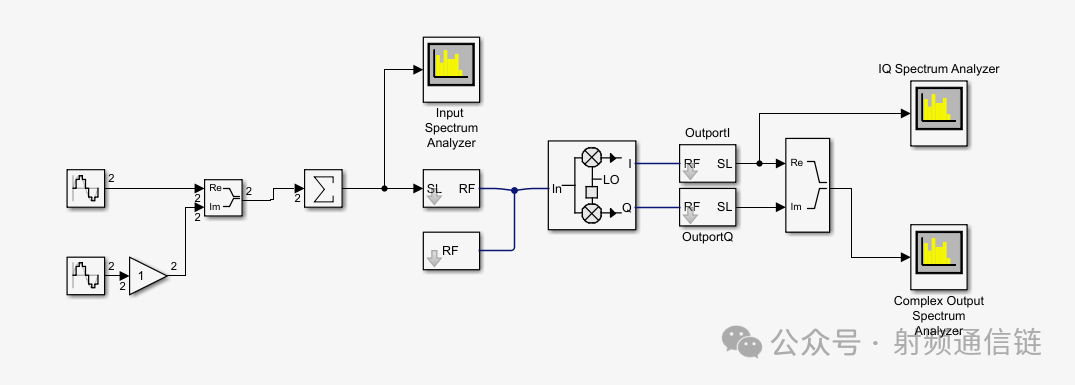 IQ Spectrum Analyzer
Input
Spectrum
Analyzer
OutportI
2
Re
Im
2
2
2
2
SL
RF
In
I
LO
Q
RF
SL
Re
RF
SL
Im
OutportQ
RF
2
1
2
2
Complex Output
Spectrum
Analyzer
公众号 · 射频通信链